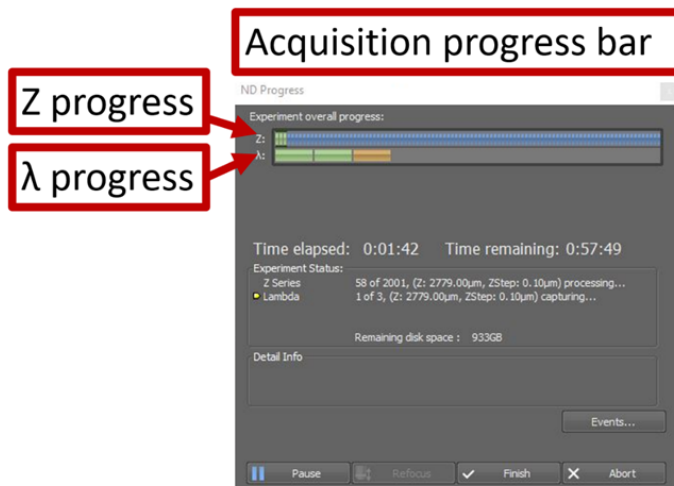 Acquisition progress bar
Z progress
λ progress
ND Progress
Experiment overall progress:
Z:
λ:
Time elapsed: 0:01:42 Time remaining: 0:57:49
Experiment Status:
Z Series 58 of 2001, (Z: 2779.00µm, ZStep: 0.10µm) processing...
Lambda 1 of 3, (Z: 2779.00µm, ZStep: 0.10µm) capturing...
Remaining disk space : 933GB
Detail Info
Events...
Pause Refocus Finish Abort